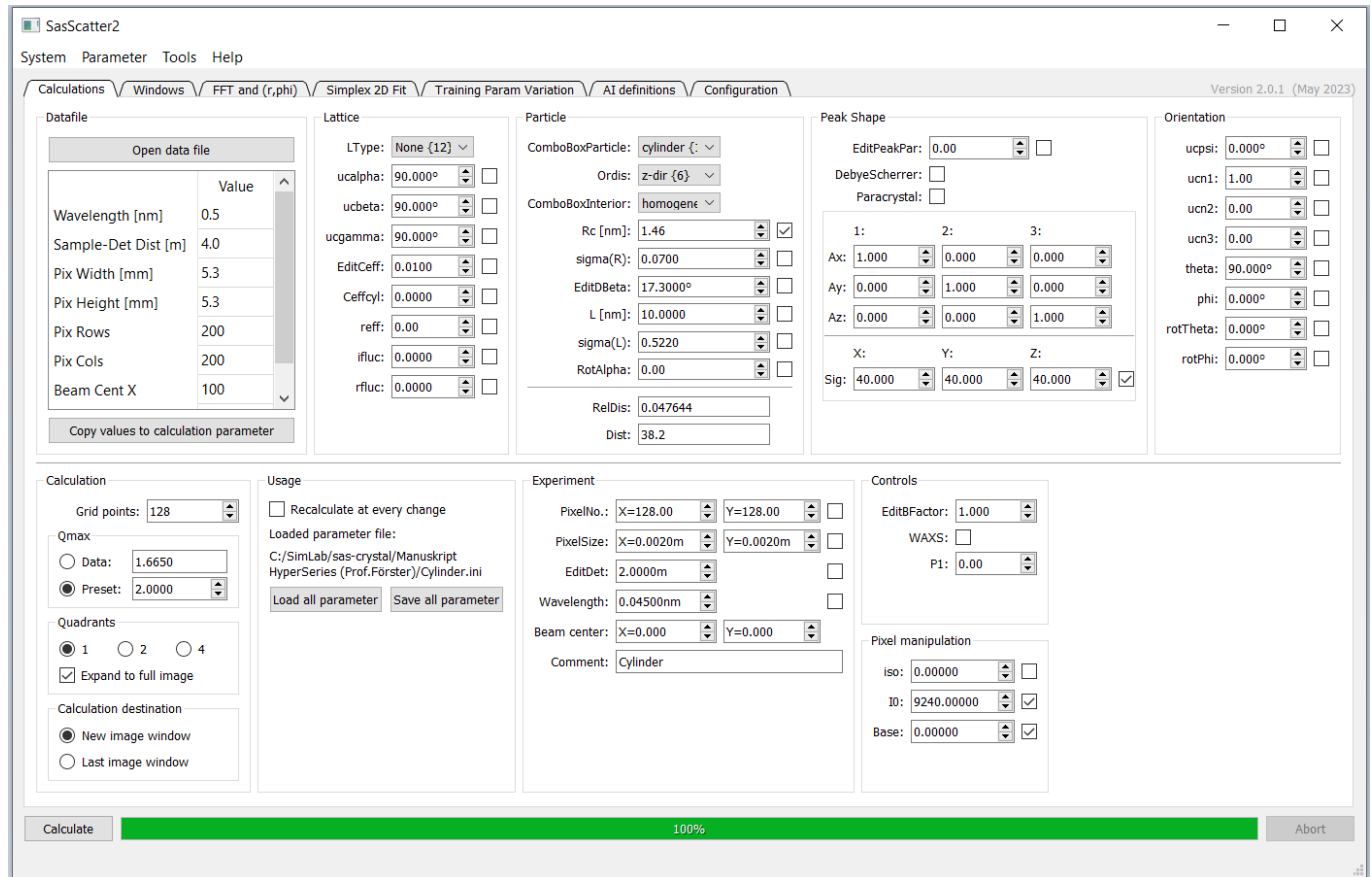 SasScatter2
System Parameter Tools Help
Calculations Windows FFT and (r,phi) Simplex 2D Fit Training Param Variation AI definitions Configuration Version 2.0.1 (May 2023)
Datafile
Open data file
Value
Wavelength [nm] 0.5
Sample-Det Dist [m] 4.0
Pix Width [mm] 5.3
Pix Height [mm] 5.3
Pix Rows 200
Pix Cols 200
Beam Cent X 100
Copy values to calculation parameter
Lattice
LType: None {12}
ucalpha: 90.000°
ucbeta: 90.000°
ucgamma: 90.000°
EditCeff: 0.0100
Ceffcyl: 0.0000
reff: 0.00
ifluc: 0.0000
rfluc: 0.0000
Particle
ComboBoxParticle: cylinder {
Ordis: z-dir {6}
ComboBoxInterior: homogene
Rc [nm]: 1.46
sigma(R): 0.0700
EditDBeta: 17.3000°
L [nm]: 10.0000
sigma(L): 0.5220
RotAlpha: 0.00
RelDis: 0.047644
Dist: 38.2
Peak Shape
EditPeakPar: 0.00
DebyeScherrer:
Paracrystal:
1: 2: 3:
Ax: 1.000 0.000 0.000
Ay: 0.000 1.000 0.000
Az: 0.000 0.000 1.000
X: Y: Z:
Sig: 40.000 40.000 40.000
Orientation
ucpsi: 0.000°
ucn1: 1.00
ucn2: 0.00
ucn3: 0.00
theta: 90.000°
phi: 0.000°
rotTheta: 0.000°
rotPhi: 0.000°
Calculation
Grid points: 128
Qmax
Data: 1.6650
Preset: 2.0000
Quadrants
1 2 4
Expand to full image
Calculation destination
New image window
Last image window
Usage
Recalculate at every change
Loaded parameter file:
C:/SimLab/sas-crystal/Manuskript
HyperSeries (Prof.Förster)/Cylinder.ini
Load all parameter Save all parameter
Experiment
PixelNo.: X=128.00 Y=128.00
PixelSize: X=0.0020m Y=0.0020m
EditDet: 2.0000m
Wavelength: 0.04500nm
Beam center: X=0.000 Y=0.000
Comment: Cylinder
Controls
EditBFactor: 1.000
WAXS:
P1: 0.00
Pixel manipulation
iso: 0.00000
I0: 9240.00000
Base: 0.00000
Calculate 100% Abort